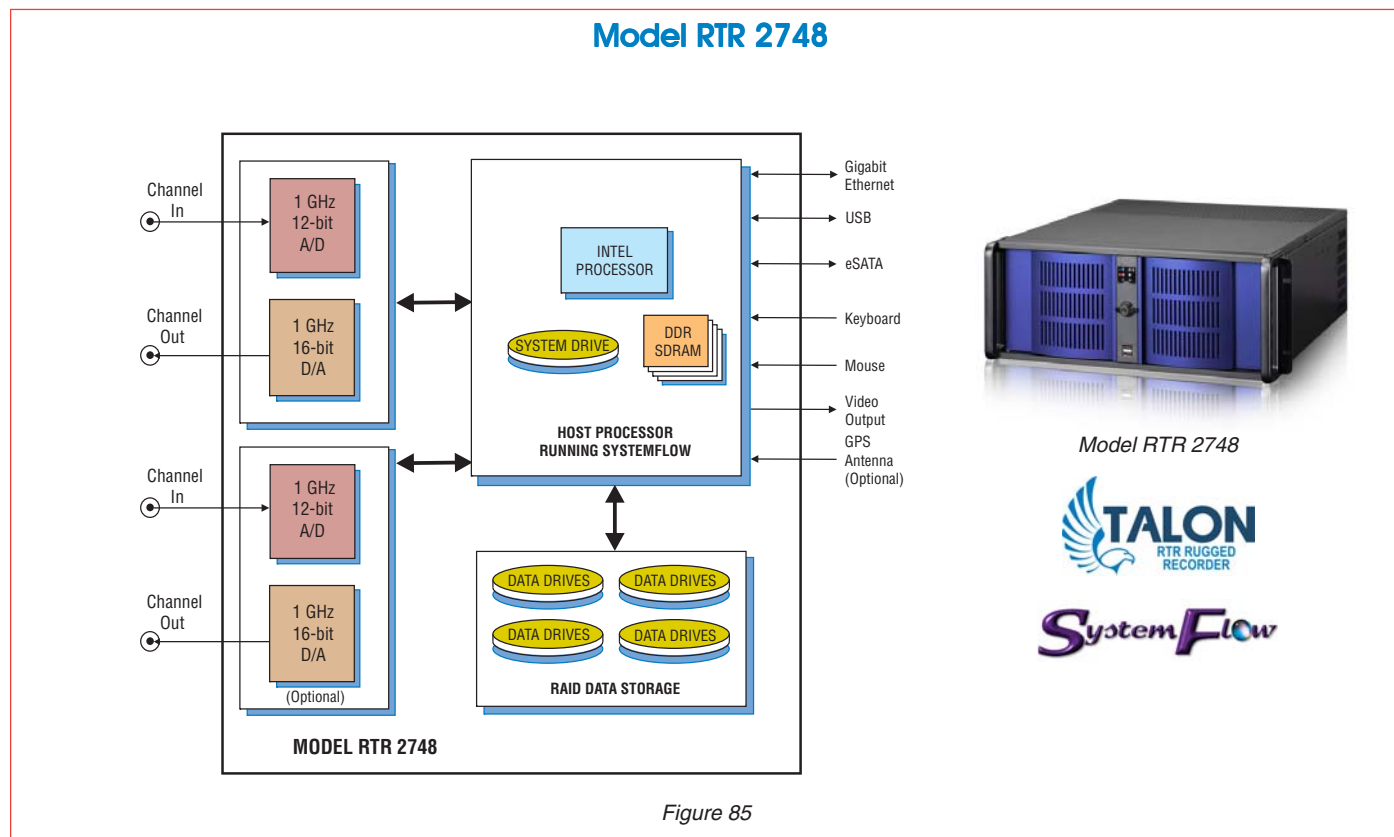 Model RTR 2748
Channel
In
1 GHz
12-bit
A/D
Channel
Out
1 GHz
16-bit
D/A
Channel
In
1 GHz
12-bit
A/D
Channel
Out
1 GHz
16-bit
D/A
(Optional)
INTEL
PROCESSOR
SYSTEM DRIVE
DDR
SDRAM
HOST PROCESSOR
RUNNING SYSTEMFLOW
DATA DRIVES
DATA DRIVES
DATA DRIVES
DATA DRIVES
RAID DATA STORAGE
MODEL RTR 2748
Gigabit
Ethernet
USB
eSATA
Keyboard
Mouse
Video
Output
GPS
Antenna
(Optional)
Model RTR 2748
TALON
RTR RUGGED
RECORDER
SystemFlow
Figure 85